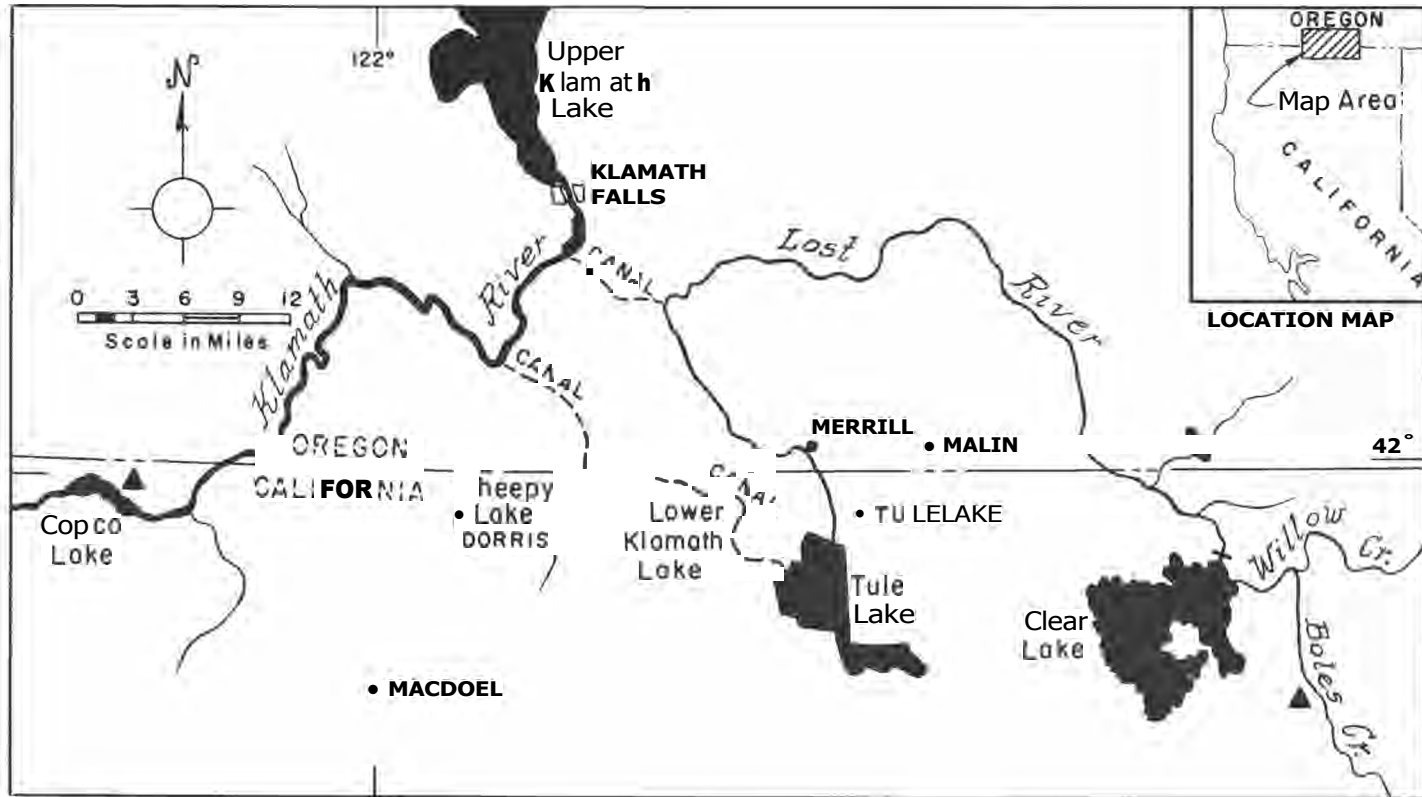 122°
N
Upper
Klamath
Lake
OREGON
Map Area
CALIFORNIA
LOCATION MAP
KLAMATH
FALLS
0 3 6 9 12
Scale in Miles
Klamath
River
CANAL
Lost
River
CANAL
MERRILL
MALIN
42°
OREGON
CALIFORNIA
Copco
Lake
heepy
Lake
DORRIS
CANAL
Lower
Klamath
Lake
TULELAKE
Tule
Lake
Clear
Lake
Willow
Cr.
Boles
Cr.
MACDOEL